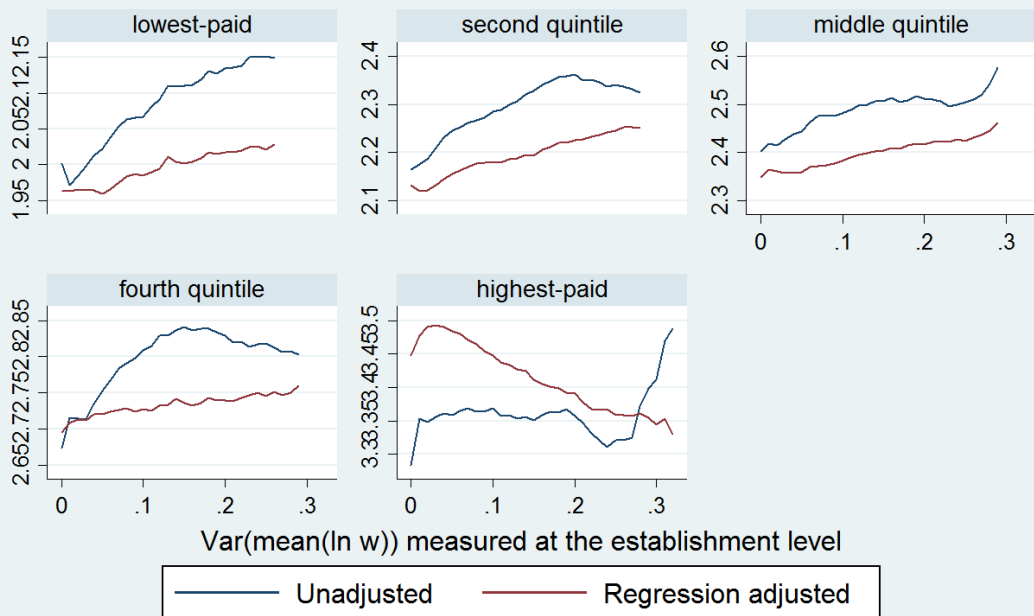 lowest-paid
1.95 2 2.05 2.1 2.15
second quintile
2.1 2.2 2.3 2.4
middle quintile
2.3 2.4 2.5 2.6
0 .1 .2 .3
fourth quintile
2.65 2.7 2.75 2.8 2.85
0 .1 .2 .3
highest-paid
3.3 3.35 3.4 3.45 3.5
0 .1 .2 .3
Var(mean(ln w)) measured at the establishment level
Unadjusted
Regression adjusted